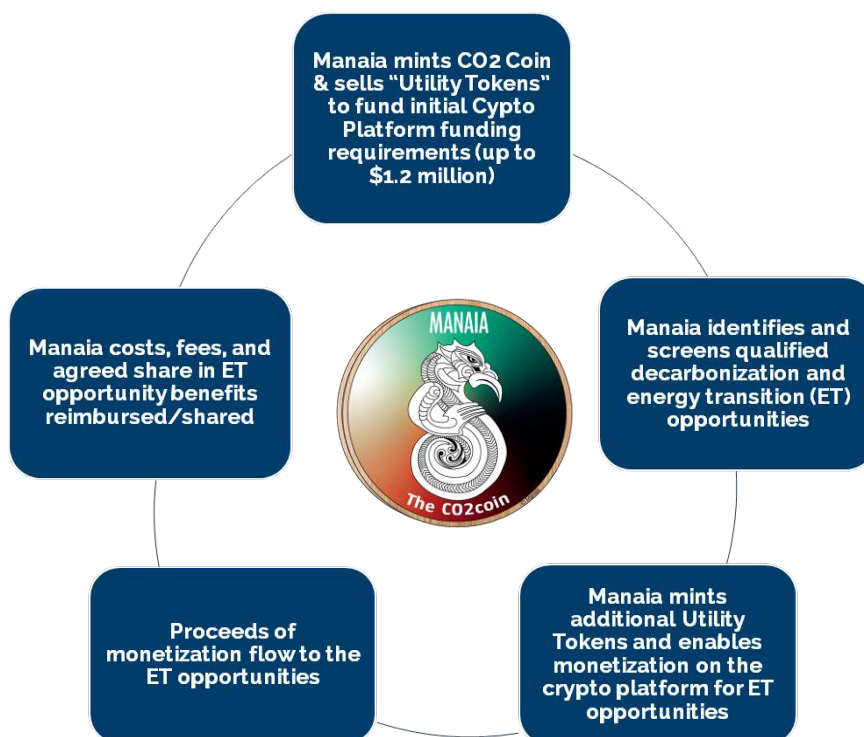 Manaia mints CO2 Coin
& sells “Utility Tokens”
to fund initial Cypto
Platform funding
requirements (up to
$1.2 million)
Manaia identifies and
screens qualified
decarbonization and
energy transition (ET)
opportunities
Manaia mints
additional Utility
Tokens and enables
monetization on the
crypto platform for ET
opportunities
Proceeds of
monetization flow to the
ET opportunities
Manaia costs, fees, and
agreed share in ET
opportunity benefits
reimbursed/shared
MANAIA
The CO2coin